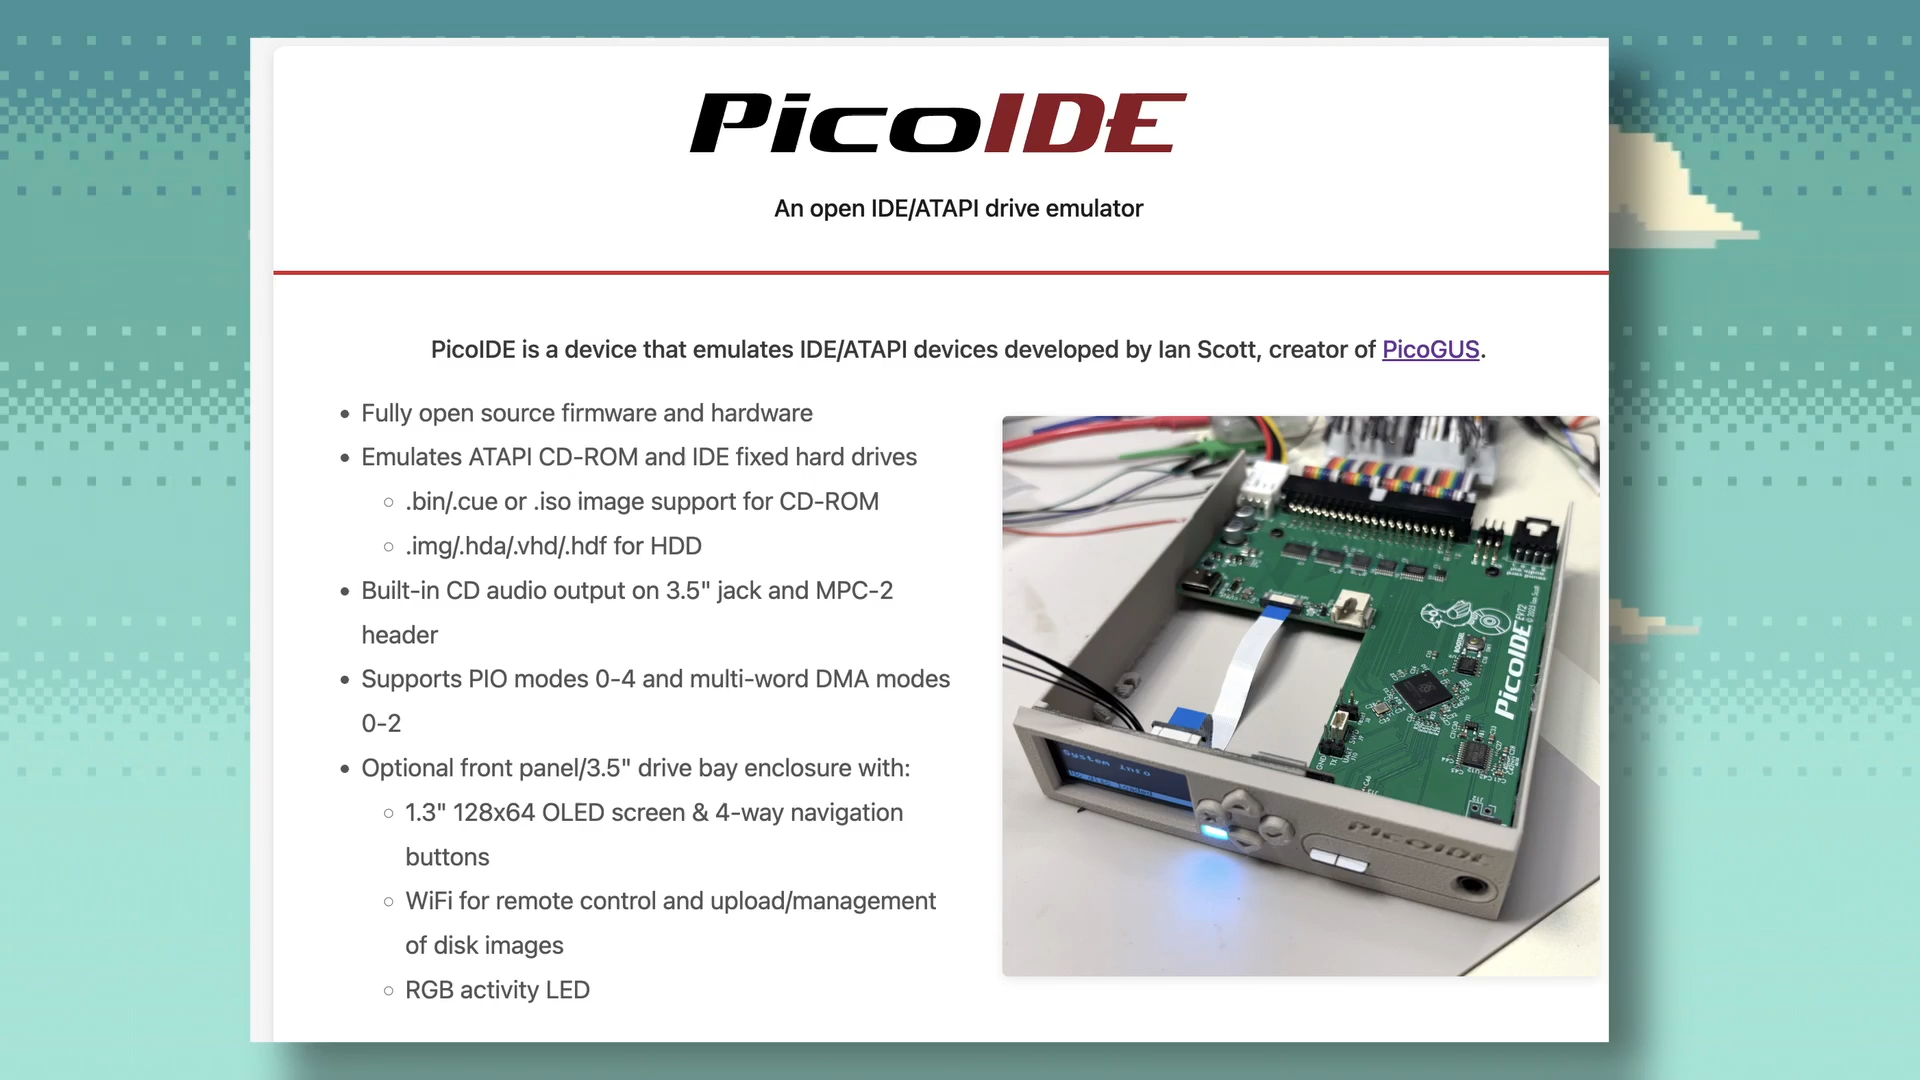 PicoIDE
An open IDE/ATAPI drive emulator
PicoIDE is a device that emulates IDE/ATAPI devices developed by Ian Scott, creator of PicoGUS.
• Fully open source firmware and hardware
• Emulates ATAPI CD-ROM and IDE fixed hard drives
◦ .bin/.cue or .iso image support for CD-ROM
◦ .img/.hda/.vhd/.hdf for HDD
• Built-in CD audio output on 3.5" jack and MPC-2
header
• Supports PIO modes 0-4 and multi-word DMA modes
0-2
• Optional front panel/3.5" drive bay enclosure with:
◦ 1.3" 128x64 OLED screen & 4-way navigation
buttons
◦ WiFi for remote control and upload/management
of disk images
◦ RGB activity LED
PicoIDE EVT2
System Info
PicoIDE